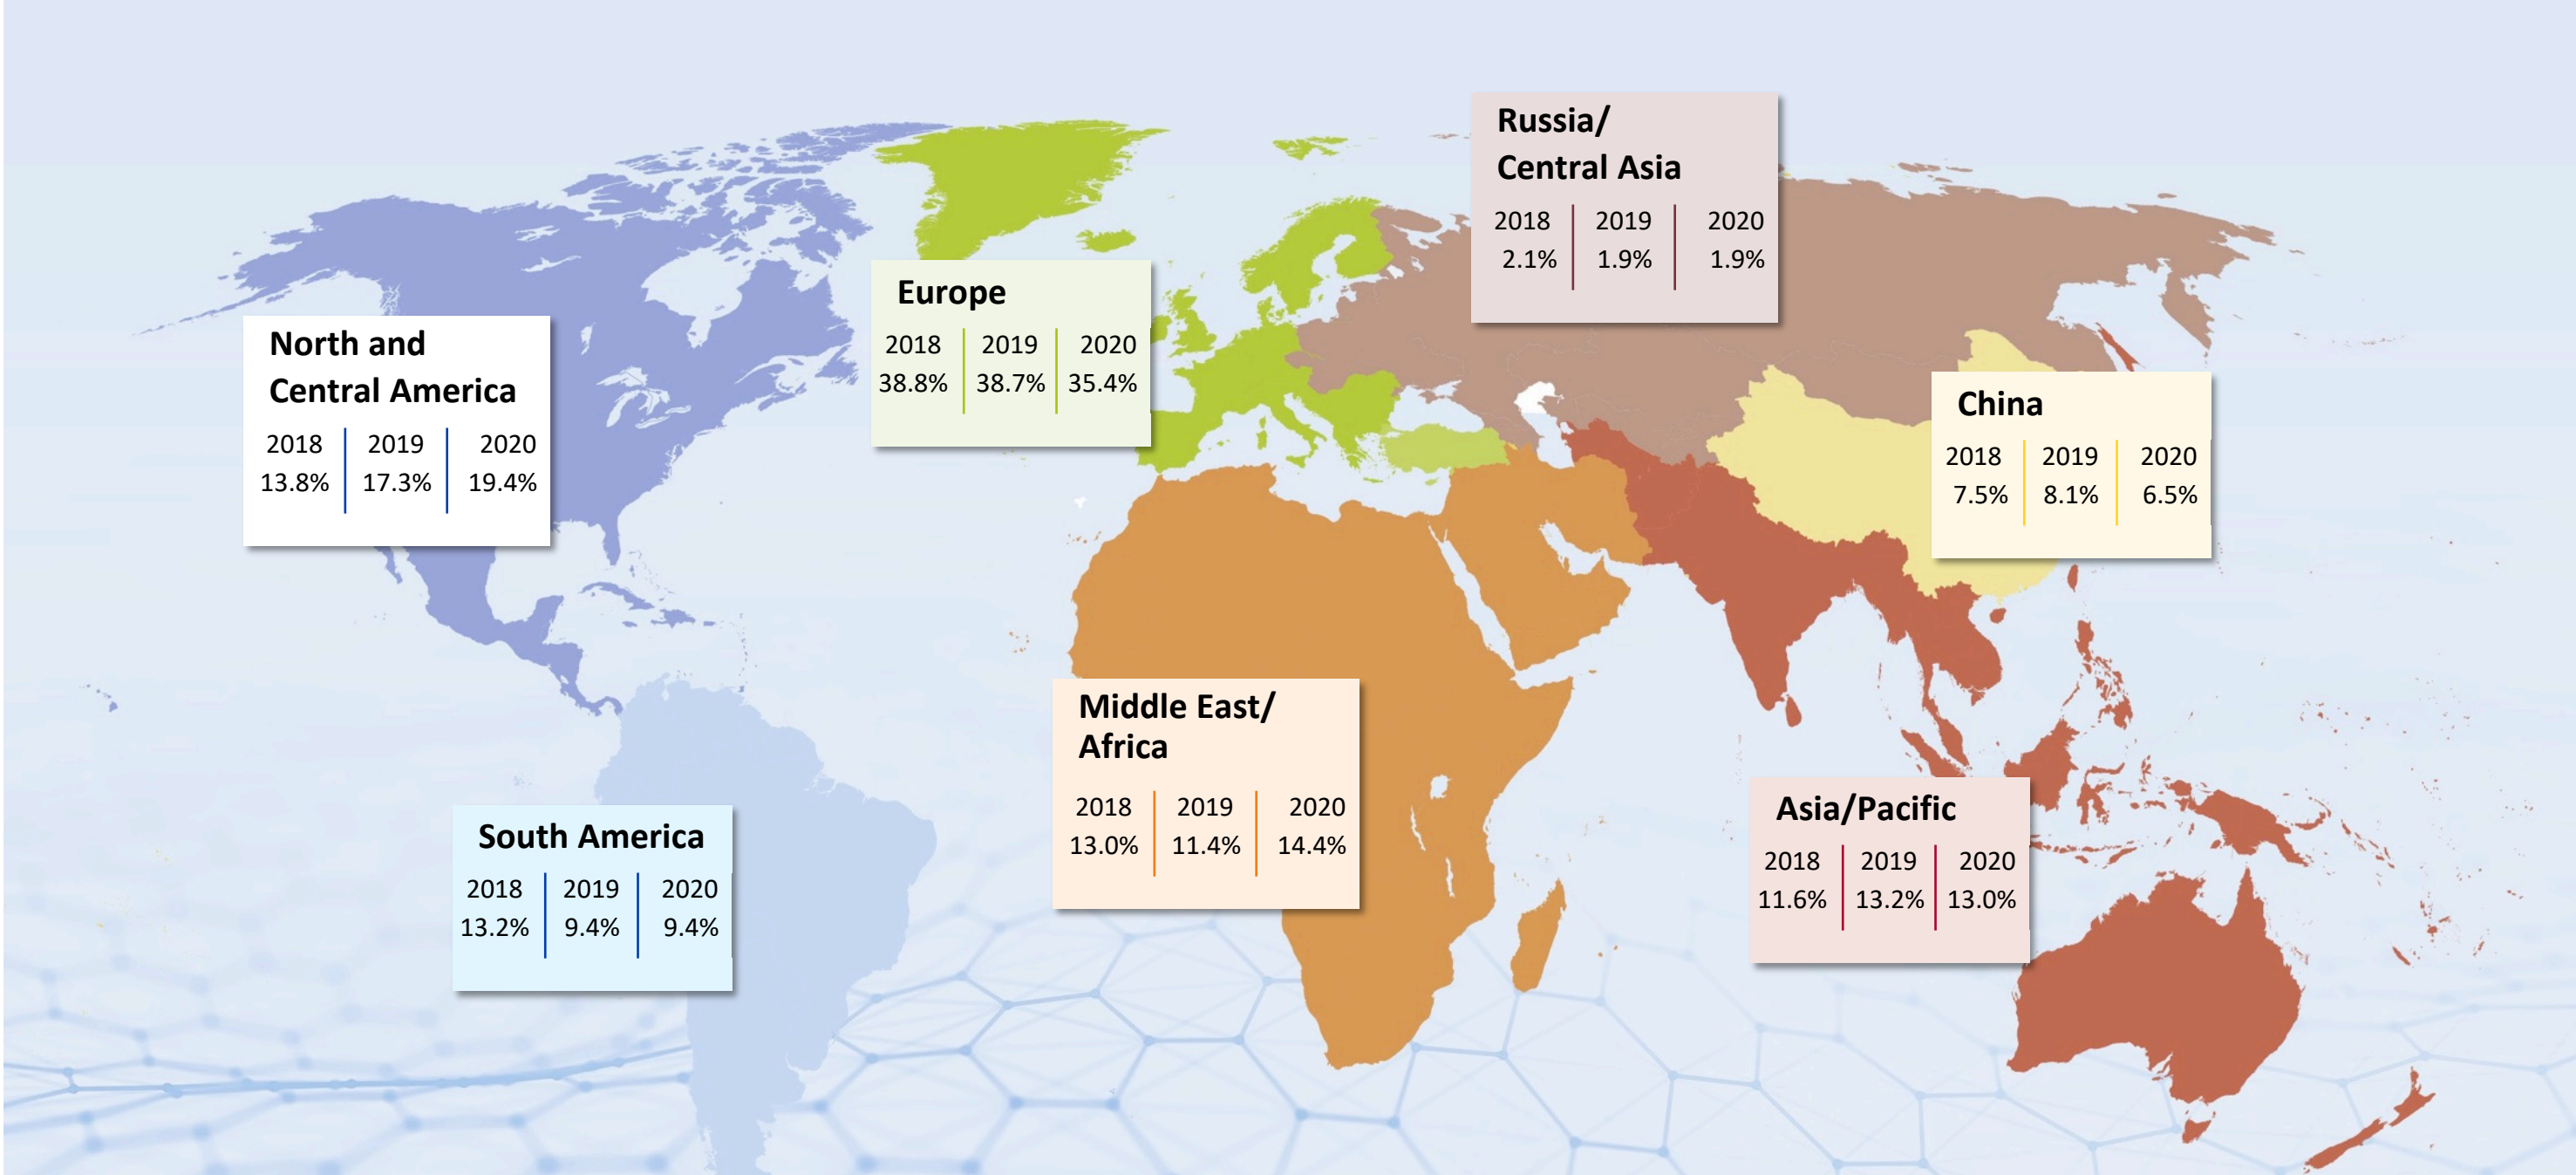 Russia/
Central Asia
2018 2019 2020
2.1% 1.9% 1.9%
Europe
2018 2019 2020
38.8% 38.7% 35.4%
North and
Central America
2018 2019 2020
13.8% 17.3% 19.4%
China
2018 2019 2020
7.5% 8.1% 6.5%
Middle East/
Africa
2018 2019 2020
13.0% 11.4% 14.4%
Asia/Pacific
2018 2019 2020
11.6% 13.2% 13.0%
South America
2018 2019 2020
13.2% 9.4% 9.4%